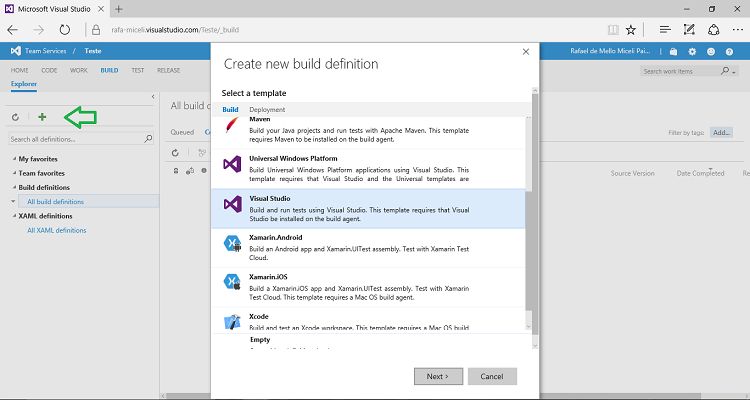 Microsoft Visual Studio
rafa-miceli.visualstudio.com/Teste/_build
Team Services / Teste
Rafael de Mello Miceli Pai...
HOME CODE WORK BUILD TEST RELEASE
Search work items
Explorer
Search all definitions...
My favorites
Team favorites
Build definitions
All build definitions
XAML definitions
All XAML definitions
All build d
Queued Co
Filter by tags: Add...
Source Version Date Completed Re
Create new build definition
Select a template
Build Deployment
Maven
Build your Java projects and run tests with Apache Maven. This template
requires Maven to be installed on the build agent.
Universal Windows Platform
Build Universal Windows Platform applications using Visual Studio. This
template requires that Visual Studio and the Universal templates are
Visual Studio
Build and run tests using Visual Studio. This template requires that Visual
Studio be installed on the build agent.
Xamarin.Android
Build an Android app and Xamarin.UITest assembly. Test with Xamarin Test
Cloud.
Xamarin.iOS
Build a Xamarin.iOS app and Xamarin.UITest assembly. Test with Xamarin
Test Cloud. This template requires a Mac OS build agent.
Xcode
Build and test an Xcode workspace. This template requires a Mac OS build
Empty
Next >
Cancel